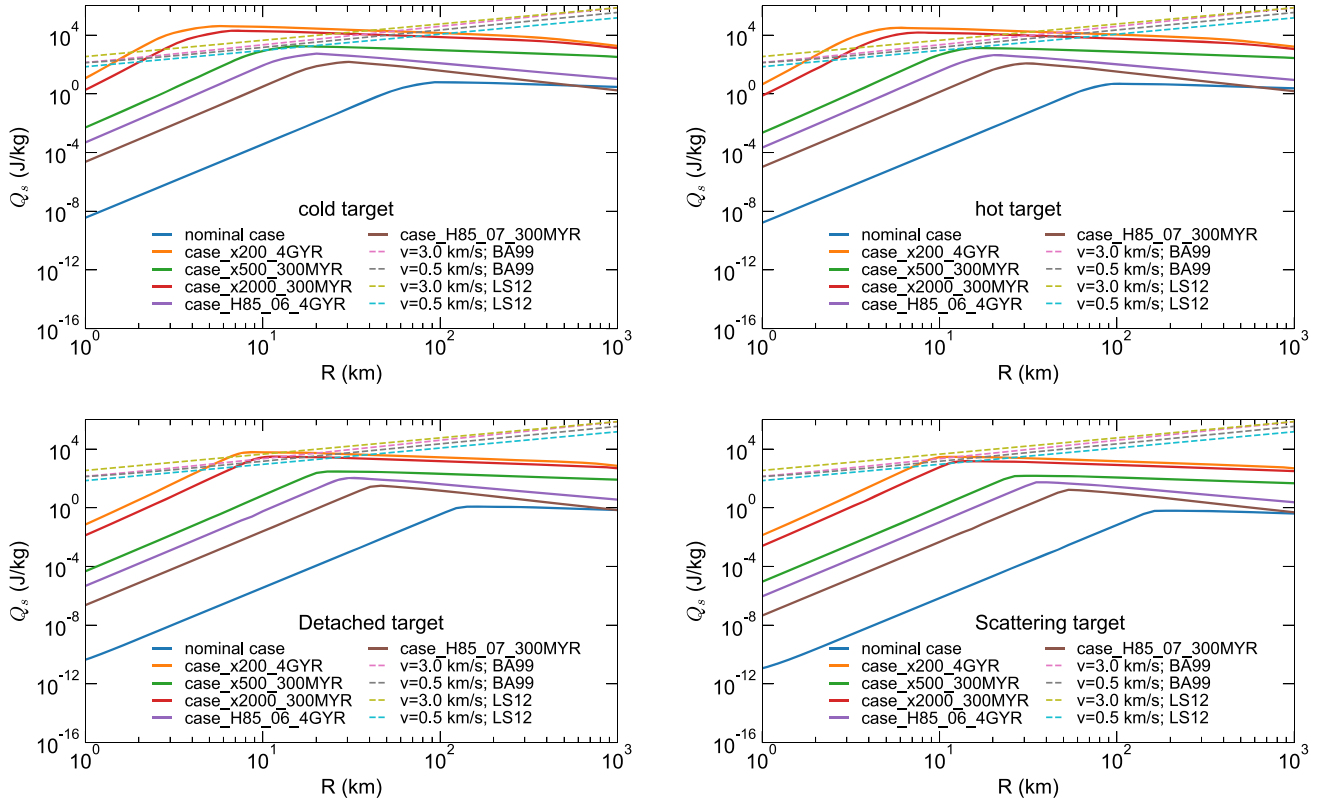 10^4
10^0
10^-4
10^-8
10^-12
10^-16
Q_s (J/kg)
cold target
nominal case
case_x200_4GYR
case_x500_300MYR
case_x2000_300MYR
case_H85_06_4GYR
case_H85_07_300MYR
v=3.0 km/s; BA99
v=0.5 km/s; BA99
v=3.0 km/s; LS12
v=0.5 km/s; LS12
10^0 10^1 10^2 10^3
R (km)
10^4
10^0
10^-4
10^-8
10^-12
10^-16
Q_s (J/kg)
hot target
nominal case
case_x200_4GYR
case_x500_300MYR
case_x2000_300MYR
case_H85_06_4GYR
case_H85_07_300MYR
v=3.0 km/s; BA99
v=0.5 km/s; BA99
v=3.0 km/s; LS12
v=0.5 km/s; LS12
10^0 10^1 10^2 10^3
R (km)
10^4
10^0
10^-4
10^-8
10^-12
10^-16
Q_s (J/kg)
Detached target
nominal case
case_x200_4GYR
case_x500_300MYR
case_x2000_300MYR
case_H85_06_4GYR
case_H85_07_300MYR
v=3.0 km/s; BA99
v=0.5 km/s; BA99
v=3.0 km/s; LS12
v=0.5 km/s; LS12
10^0 10^1 10^2 10^3
R (km)
10^4
10^0
10^-4
10^-8
10^-12
10^-16
Q_s (J/kg)
Scattering target
nominal case
case_x200_4GYR
case_x500_300MYR
case_x2000_300MYR
case_H85_06_4GYR
case_H85_07_300MYR
v=3.0 km/s; BA99
v=0.5 km/s; BA99
v=3.0 km/s; LS12
v=0.5 km/s; LS12
10^0 10^1 10^2 10^3
R (km)